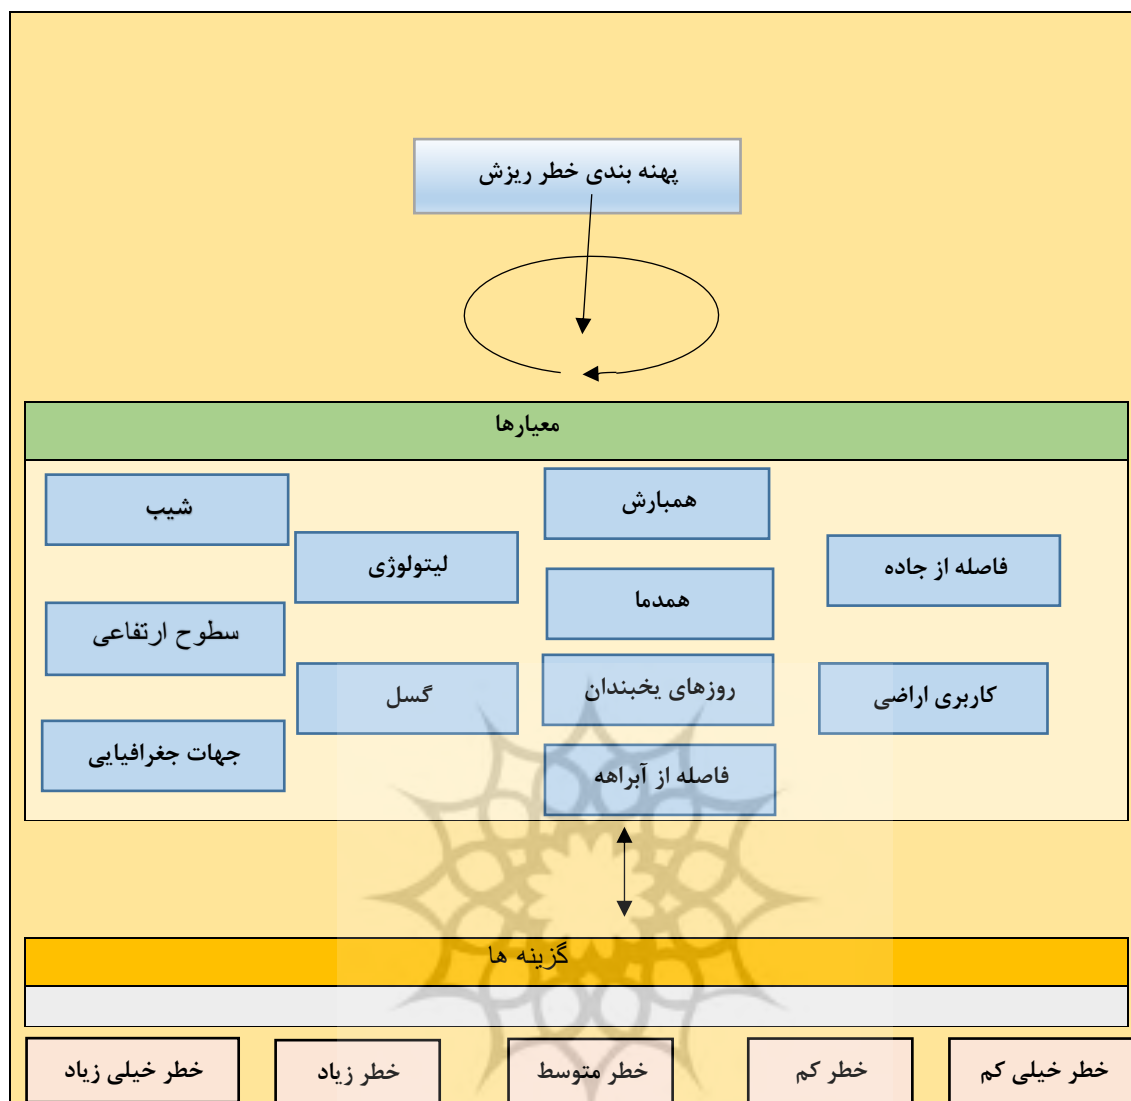 پهنه بندی خطر ریزش
معیارها
فاصله از جاده
کاربری اراضی
همبارش
همدما
روزهای یخبندان
فاصله از آبراهه
لیتولوژی
گسل
شیب
سطوح ارتفاعی
جهات جغرافیایی
گزینه ها
خطر خیلی کم
خطر کم
خطر متوسط
خطر زیاد
خطر خیلی زیاد